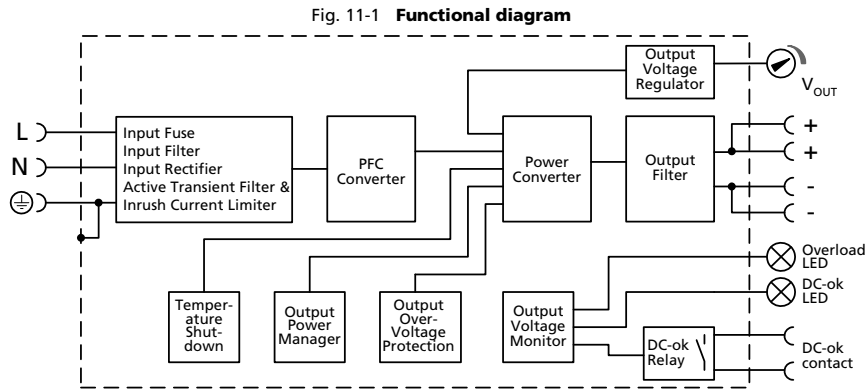 Fig. 11-1 Functional diagram
Output
Voltage
Regulator
VOUT
L
N
Input Fuse
Input Filter
Input Rectifier
Active Transient Filter &
Inrush Current Limiter
PFC
Converter
Power
Converter
Output
Filter
+
+
-
-
Temper-
ature
Shut-
down
Output
Power
Manager
Output
Over-
Voltage
Protection
Output
Voltage
Monitor
DC-ok
Relay
Overload
LED
DC-ok
LED
DC-ok
contact